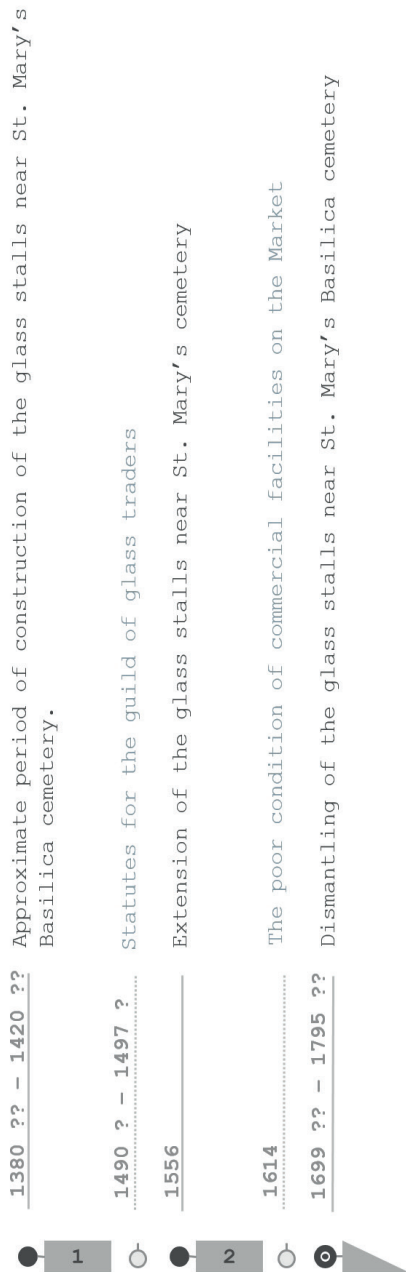 1380 ?? – 1420 ?? Approximate period of construction of the glass stalls near St. Mary's
Basilica cemetery.
1
1490 ? – 1497 ? Statutes for the guild of glass traders
1556 Extension of the glass stalls near St. Mary's cemetery
2
1614 The poor condition of commercial facilities on the Market
1699 ?? – 1795 ?? Dismantling of the glass stalls near St. Mary's Basilica cemetery